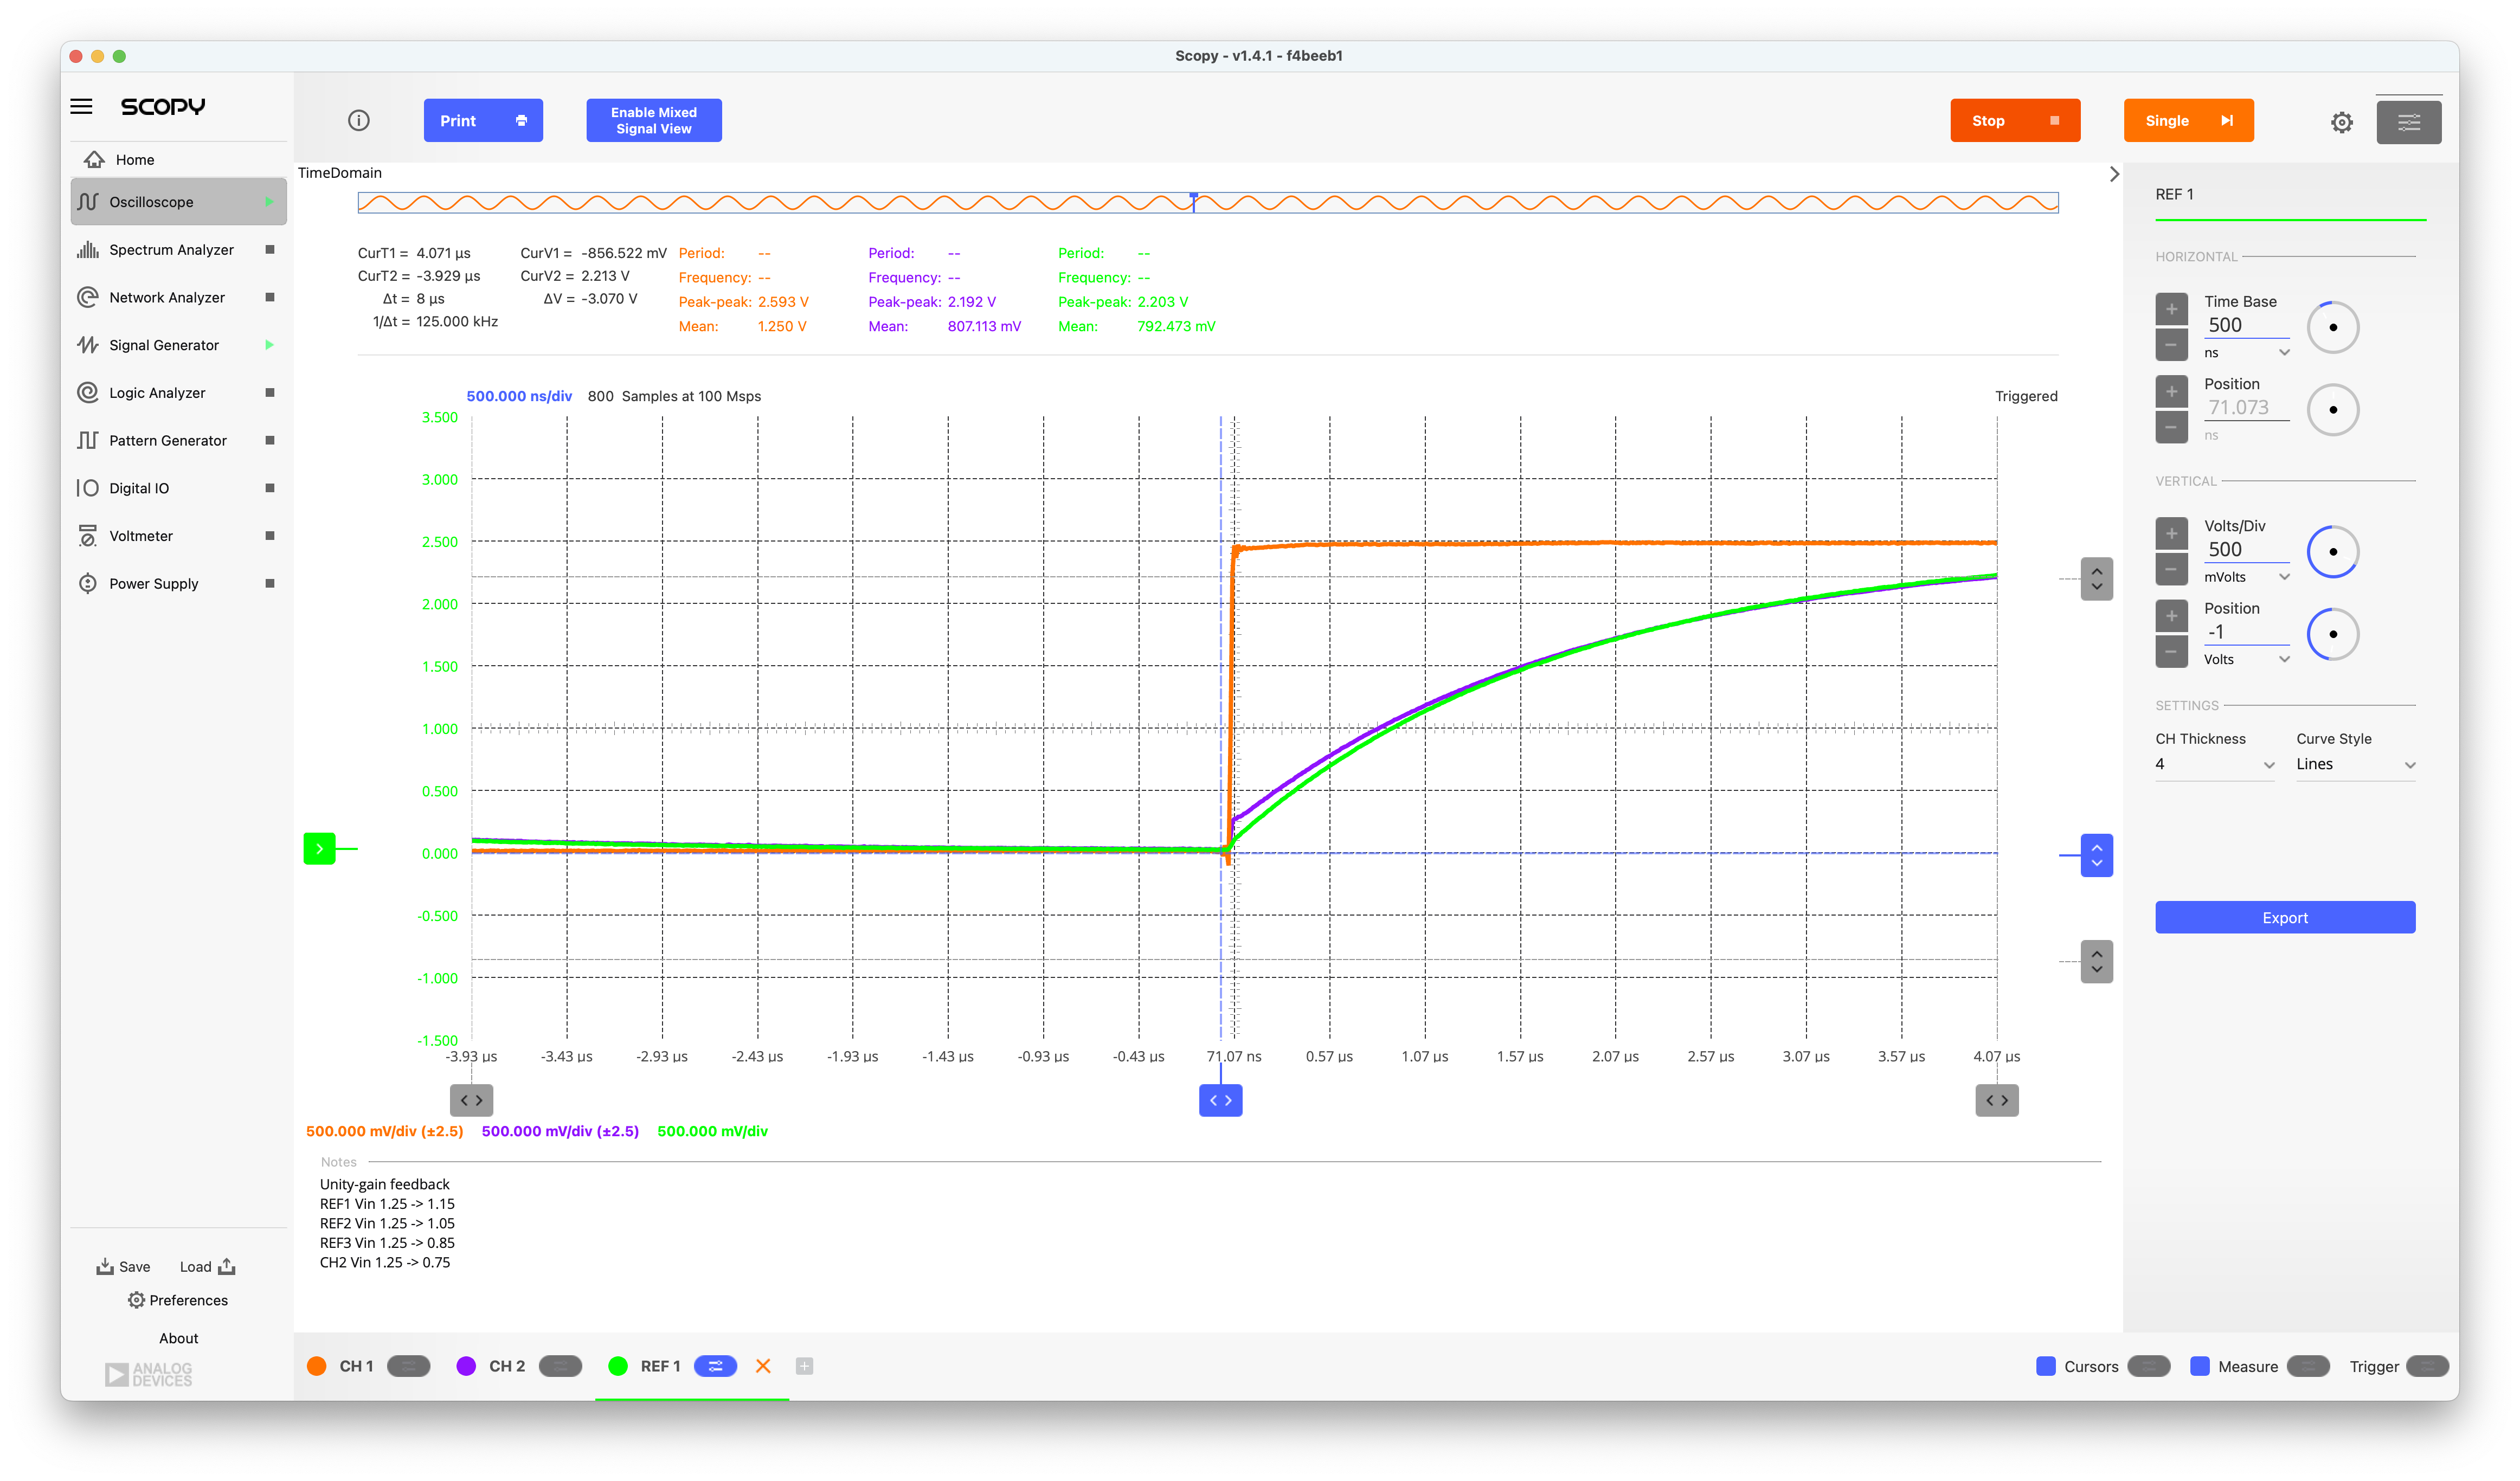 Scopy - v1.4.1 - f4beeb1
SCOPY
Print
Enable Mixed
Signal View
Stop
Single
Home
Oscilloscope
Spectrum Analyzer
Network Analyzer
Signal Generator
Logic Analyzer
Pattern Generator
Digital IO
Voltmeter
Power Supply
Save Load
Preferences
About
ANALOG
DEVICES
TimeDomain
CurT1 = 4.071 µs CurV1 = -856.522 mV Period: -- Period: -- Period: --
CurT2 = -3.929 µs CurV2 = 2.213 V Frequency: -- Frequency: -- Frequency: --
Δt = 8 µs ΔV = -3.070 V Peak-peak: 2.593 V Peak-peak: 2.192 V Peak-peak: 2.203 V
1/Δt = 125.000 kHz Mean: 1.250 V Mean: 807.113 mV Mean: 792.473 mV
500.000 ns/div 800 Samples at 100 Msps Triggered
3.500
3.000
2.500
2.000
1.500
1.000
0.500
0.000
-0.500
-1.000
-1.500
-3.93 µs -3.43 µs -2.93 µs -2.43 µs -1.93 µs -1.43 µs -0.93 µs -0.43 µs 71.07 ns 0.57 µs 1.07 µs 1.57 µs 2.07 µs 2.57 µs 3.07 µs 3.57 µs 4.07 µs
500.000 mV/div (±2.5) 500.000 mV/div (±2.5) 500.000 mV/div
Notes
Unity-gain feedback
REF1 Vin 1.25 -> 1.15
REF2 Vin 1.25 -> 1.05
REF3 Vin 1.25 -> 0.85
CH2 Vin 1.25 -> 0.75
CH 1 CH 2 REF 1 Cursors Measure Trigger
REF 1
HORIZONTAL
Time Base
500
ns
Position
71.073
ns
VERTICAL
Volts/Div
500
mVolts
Position
-1
Volts
SETTINGS
CH Thickness Curve Style
4 Lines
Export